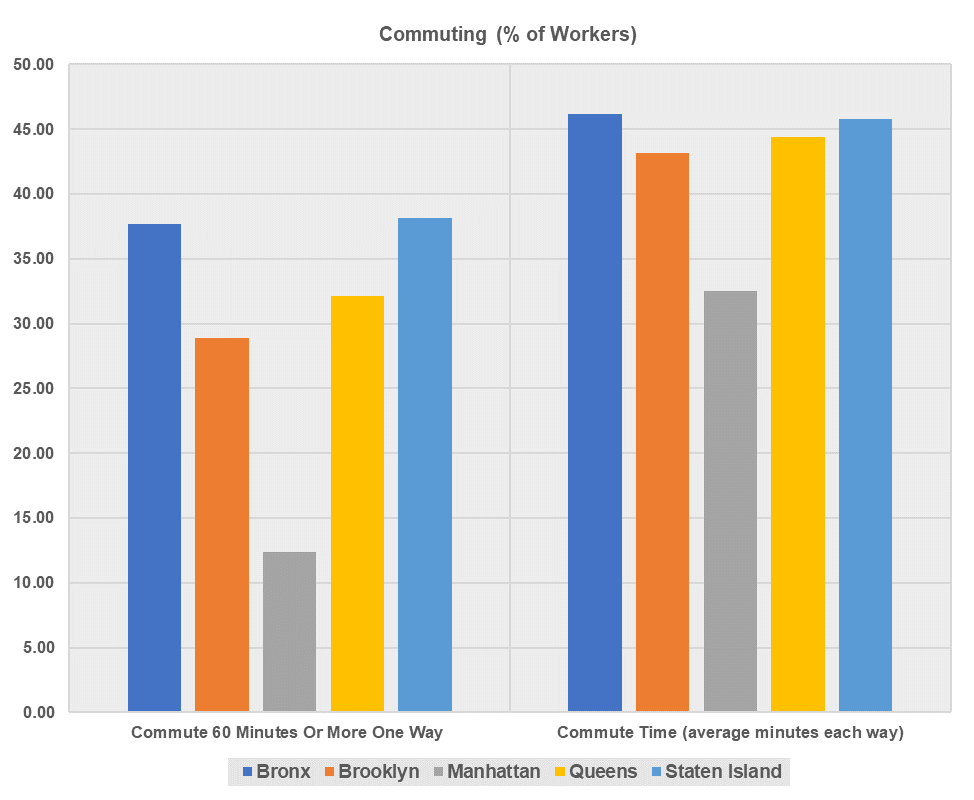 Commuting (% of Workers)
50.00
45.00
40.00
35.00
30.00
25.00
20.00
15.00
10.00
5.00
0.00
Commute 60 Minutes Or More One Way
Commute Time (average minutes each way)
Bronx Brooklyn Manhattan Queens Staten Island